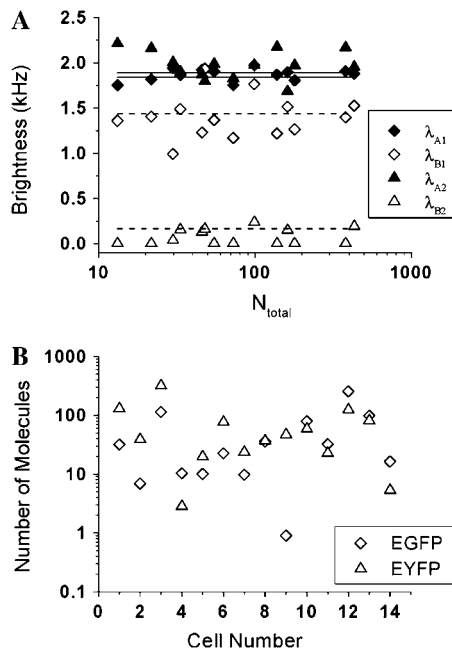 A
Brightness (kHz)
2.5
2.0
1.5
1.0
0.5
0.0
λA1
λB1
λA2
λB2
10
100
1000
Ntotal
B
Number of Molecules
1000
100
10
1
0.1
EGFP
EYFP
0
2
4
6
8
10
12
14
Cell Number